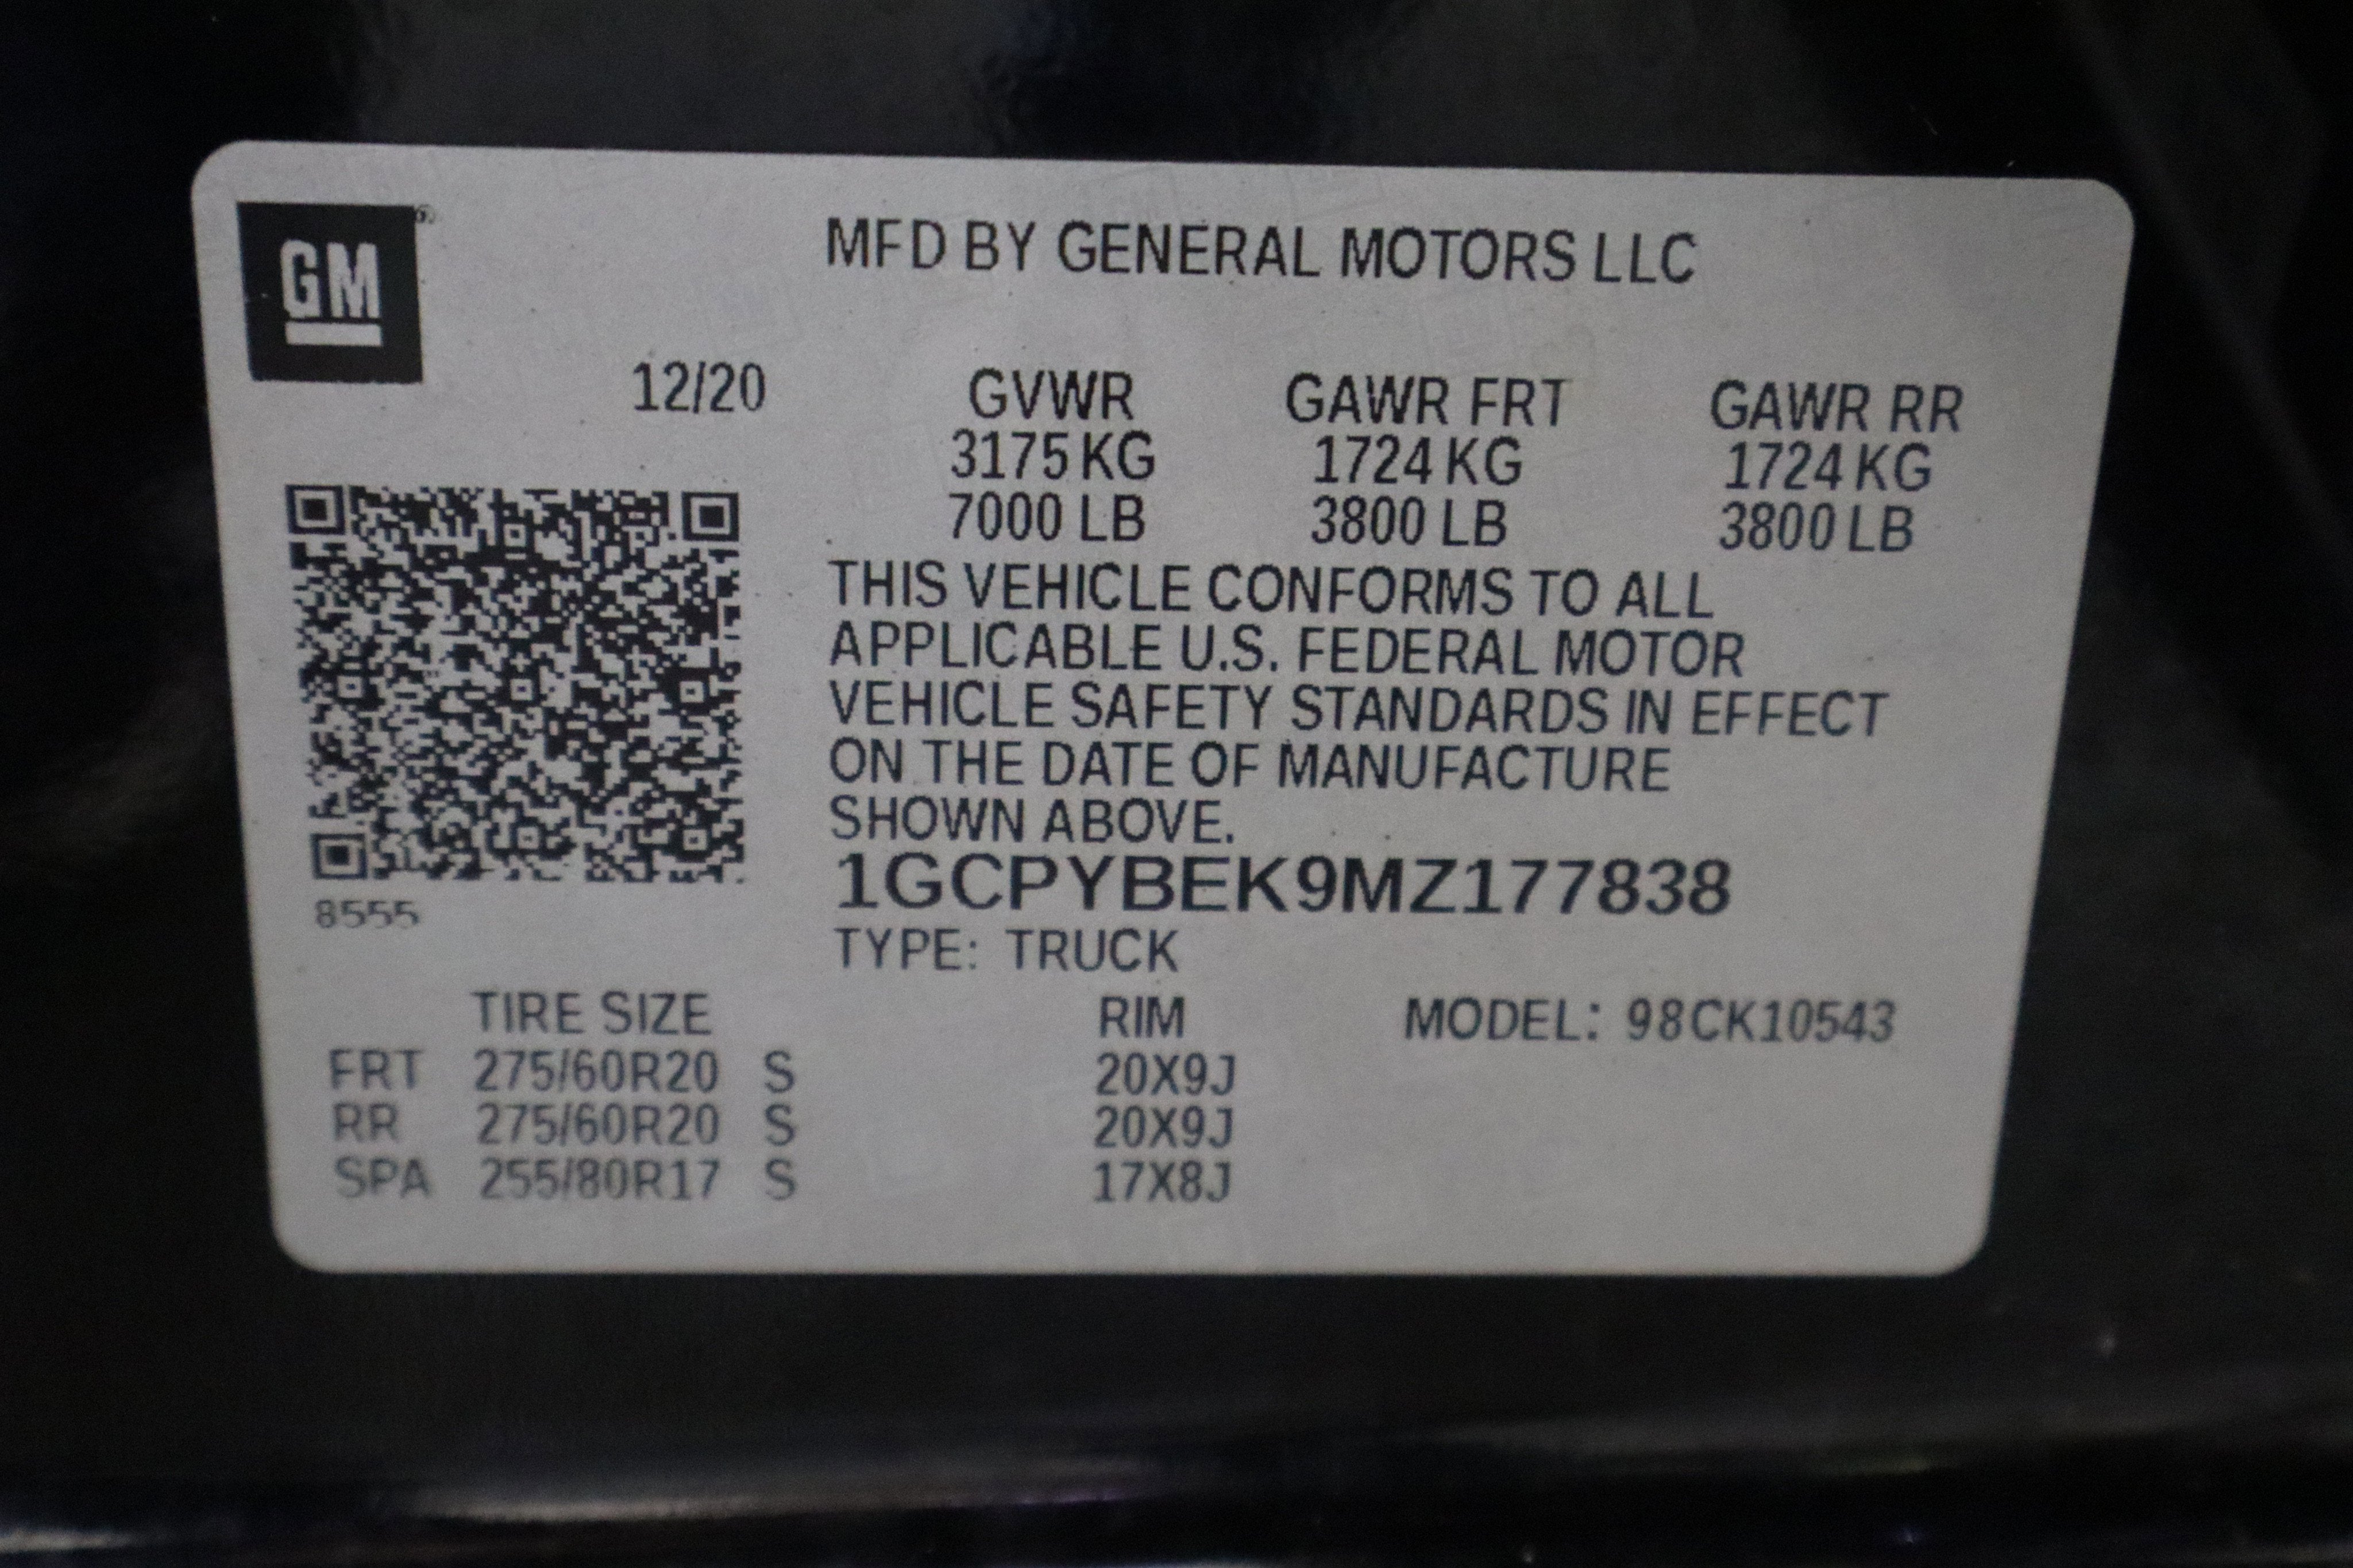 GM ®
MFD BY GENERAL MOTORS LLC
12/20 GVWR GAWR FRT GAWR RR
3175 KG 1724 KG 1724 KG
7000 LB 3800 LB 3800 LB
THIS VEHICLE CONFORMS TO ALL
APPLICABLE U.S. FEDERAL MOTOR
VEHICLE SAFETY STANDARDS IN EFFECT
ON THE DATE OF MANUFACTURE
SHOWN ABOVE.
1GCPYBEK9MZ177838
8555
TYPE: TRUCK
TIRE SIZE RIM MODEL: 98CK10543
FRT 275/60R20 S 20X9J
RR 275/60R20 S 20X9J
SPA 255/80R17 S 17X8J